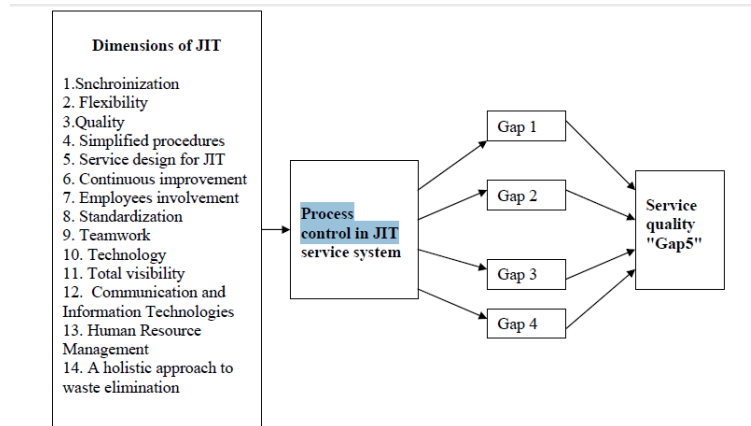 Dimensions of JIT
1.Snchroinization
2. Flexibility
3.Quality
4. Simplified procedures
5. Service design for JIT
6. Continuous improvement
7. Employees involvement
8. Standardization
9. Teamwork
10. Technology
11. Total visibility
12. Communication and
Information Technologies
13. Human Resource
Management
14. A holistic approach to
waste elimination
Process
control in JIT
service system
Gap 1
Gap 2
Gap 3
Gap 4
Service
quality
"Gap5"